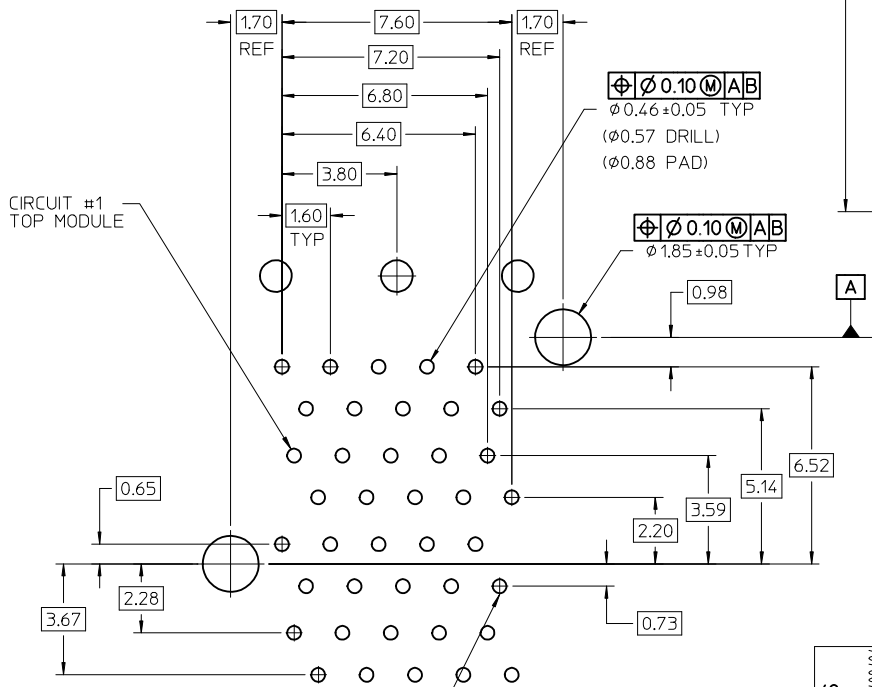 1.70 7.60 1.70
REF REF
7.20
6.80
⌖ Ø 0.10 Ⓜ A B
Ø0.46±0.05 TYP
(Ø0.57 DRILL)
(Ø0.88 PAD)
6.40
3.80
CIRCUIT #1
TOP MODULE
1.60
TYP
⌖ Ø 0.10 Ⓜ A B
Ø1.85±0.05 TYP
0.98
A
6.52
5.14
0.65
3.59
2.20
2.28
3.67
0.73